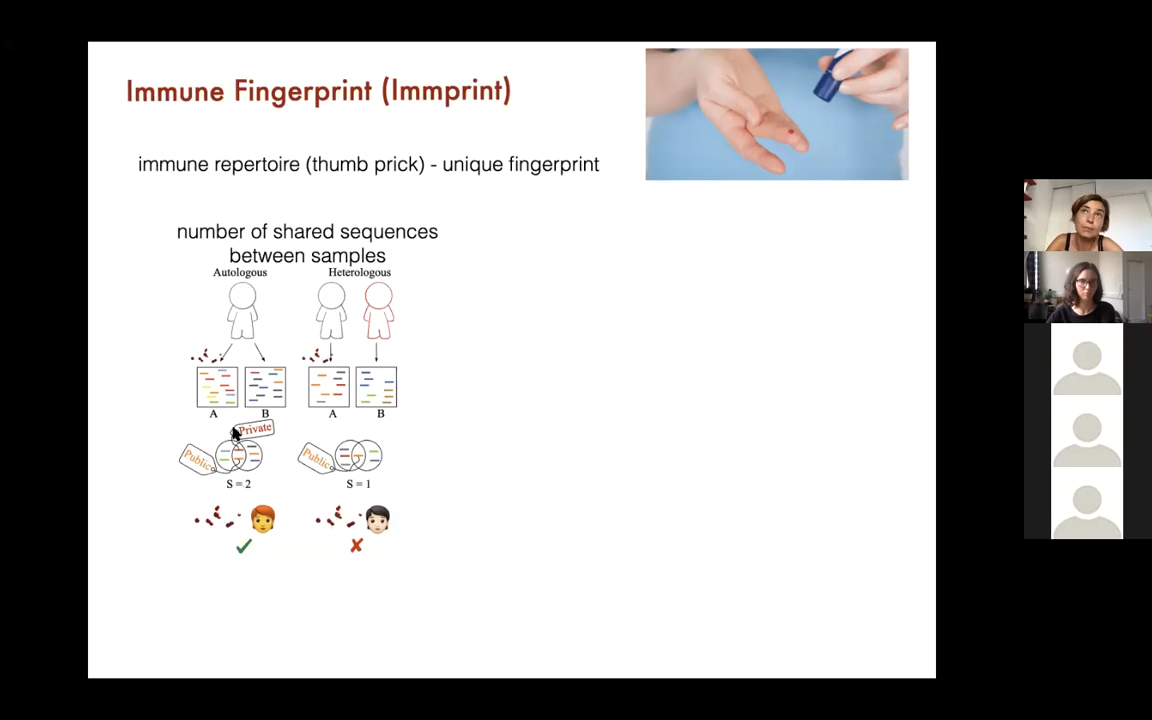 Immune Fingerprint (Immprint)
immune repertoire (thumb prick) - unique fingerprint
number of shared sequences
between samples
Autologous
Heterologous
A
B
A
B
Private
Public
Public
S = 2
S = 1